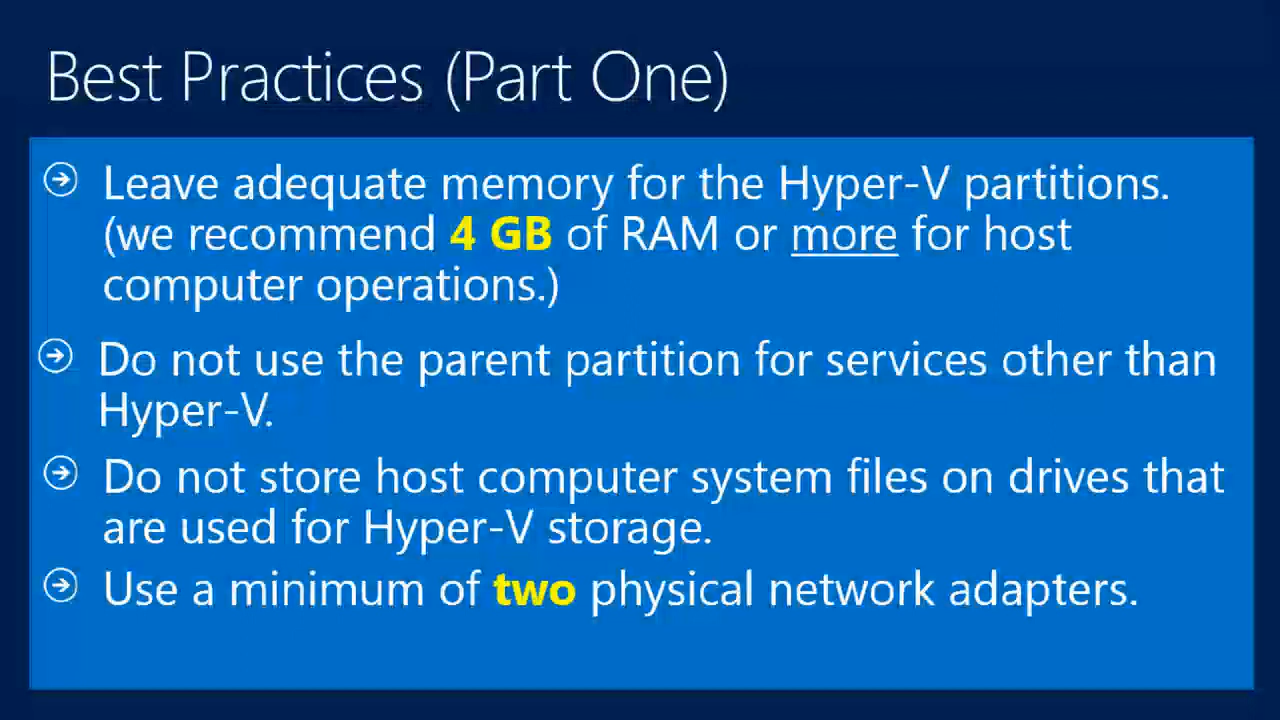 Best Practices (Part One)
Leave adequate memory for the Hyper-V partitions.
(we recommend 4 GB of RAM or more for host
computer operations.)
Do not use the parent partition for services other than
Hyper-V.
Do not store host computer system files on drives that
are used for Hyper-V storage.
Use a minimum of two physical network adapters.